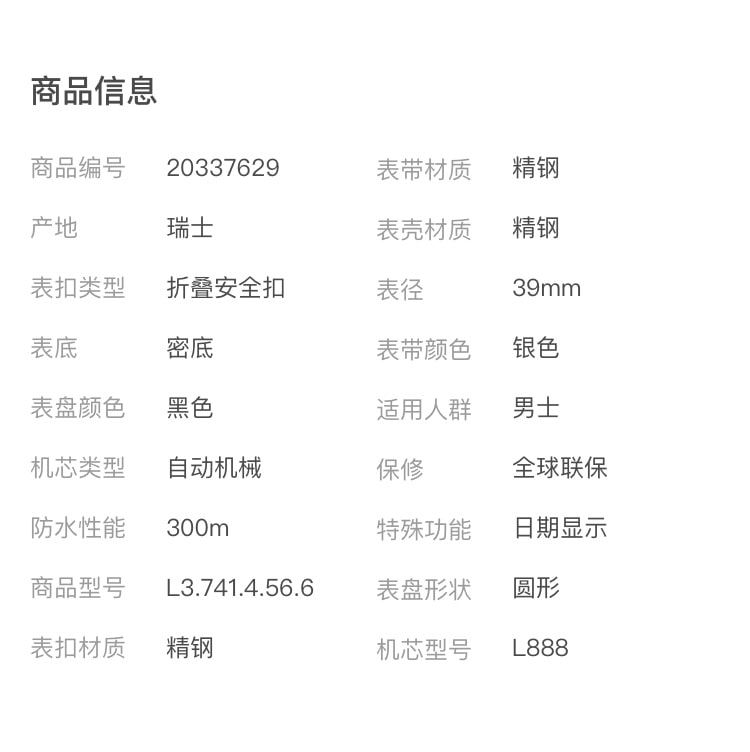 商品信息
商品编号 20337629 表带材质 精钢
产地 瑞士 表壳材质 精钢
表扣类型 折叠安全扣 表径 39mm
表底 密底 表带颜色 银色
表盘颜色 黑色 适用人群 男士
机芯类型 自动机械 保修 全球联保
防水性能 300m 特殊功能 日期显示
商品型号 L3.741.4.56.6 表盘形状 圆形
表扣材质 精钢 机芯型号 L888